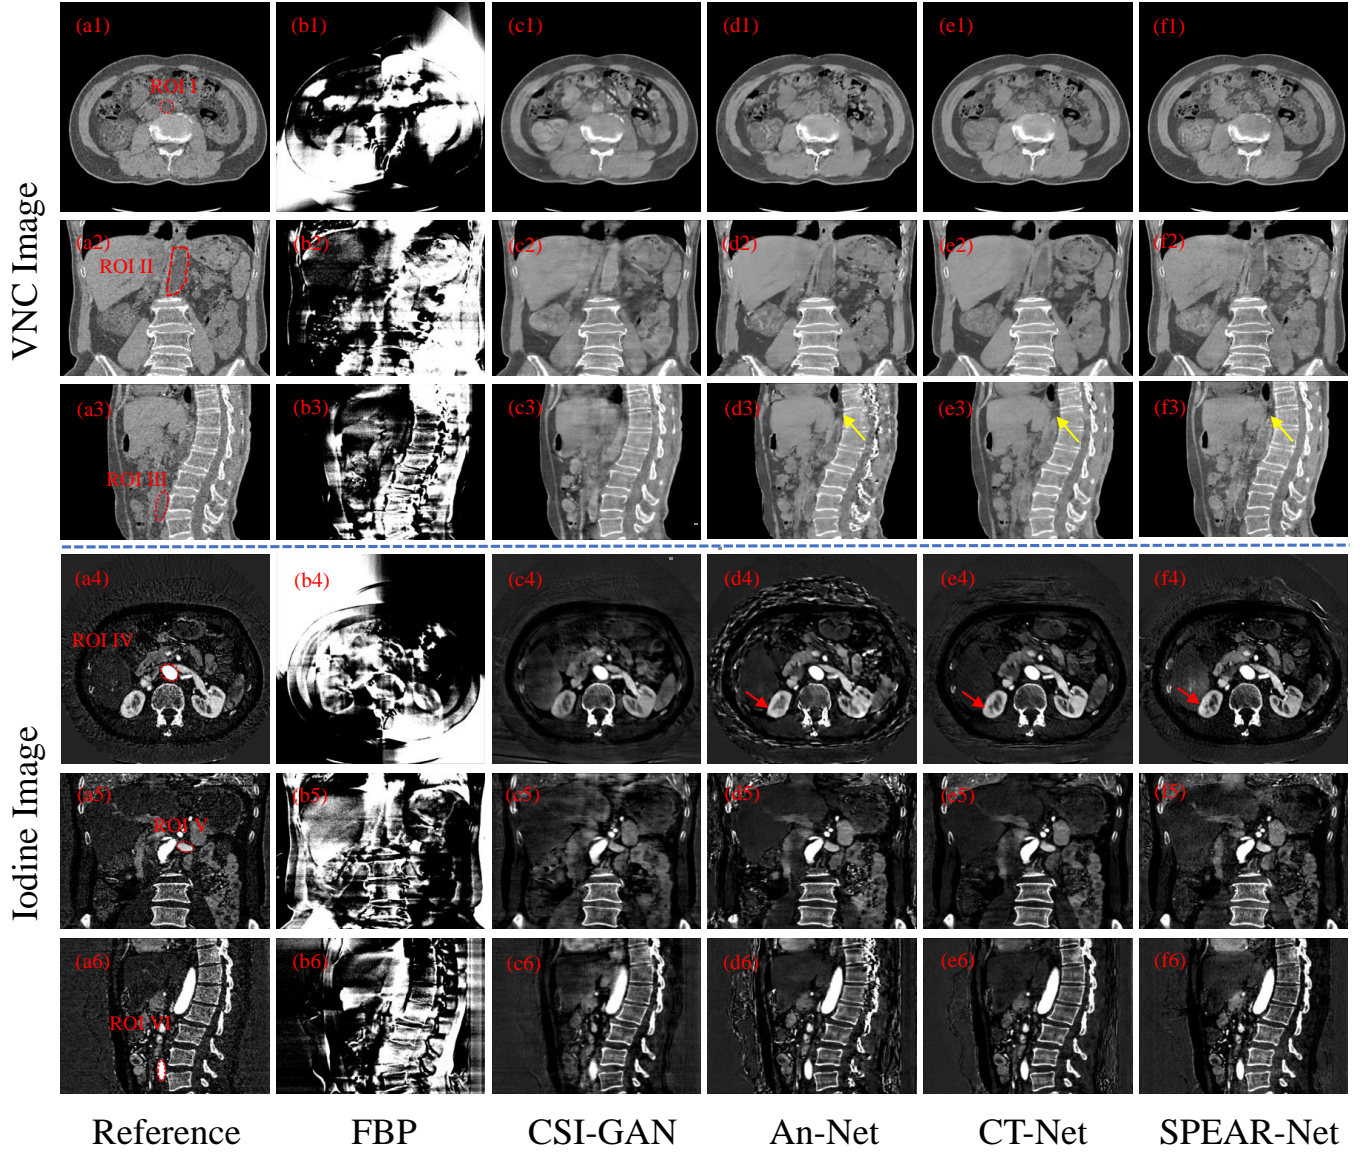 (a1) (b1) (c1) (d1) (e1) (f1)
ROI I
VNC Image
(a2) (b2) (c2) (d2) (e2) (f2)
ROI II
(a3) (b3) (c3) (d3) (e3) (f3)
ROI III
(a4) (b4) (c4) (d4) (e4) (f4)
ROI IV
Iodine Image
(a5) (b5) (c5) (d5) (e5) (f5)
ROI V
(a6) (b6) (c6) (d6) (e6) (f6)
ROI VI
Reference FBP CSI-GAN An-Net CT-Net SPEAR-Net